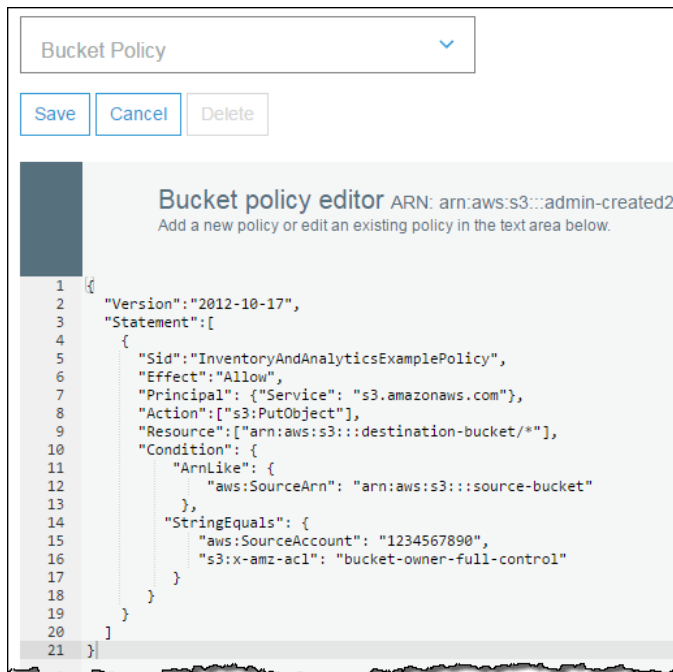 Bucket Policy
Save Cancel Delete
Bucket policy editor ARN: arn:aws:s3:::admin-created2
Add a new policy or edit an existing policy in the text area below.
1 {
2 "Version":"2012-10-17",
3 "Statement":[
4 {
5 "Sid":"InventoryAndAnalyticsExamplePolicy",
6 "Effect":"Allow",
7 "Principal": {"Service": "s3.amazonaws.com"},
8 "Action":["s3:PutObject"],
9 "Resource":["arn:aws:s3:::destination-bucket/*"],
10 "Condition": {
11 "ArnLike": {
12 "aws:SourceArn": "arn:aws:s3:::source-bucket"
13 },
14 "StringEquals": {
15 "aws:SourceAccount": "1234567890",
16 "s3:x-amz-acl": "bucket-owner-full-control"
17 }
18 }
19 }
20 ]
21 }